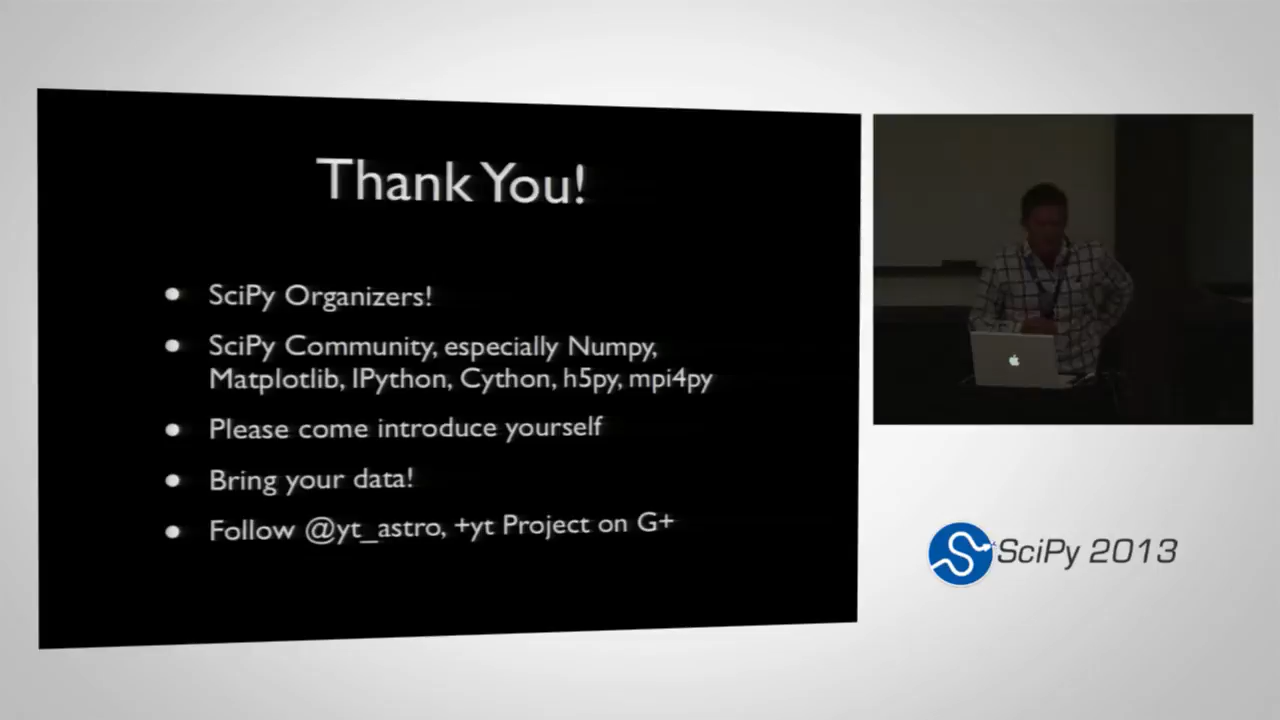 Thank You!
SciPy Organizers!
SciPy Community, especially Numpy,
Matplotlib, IPython, Cython, h5py, mpi4py
Please come introduce yourself
Bring your data!
Follow @yt_astro, +yt Project on G+
SciPy 2013